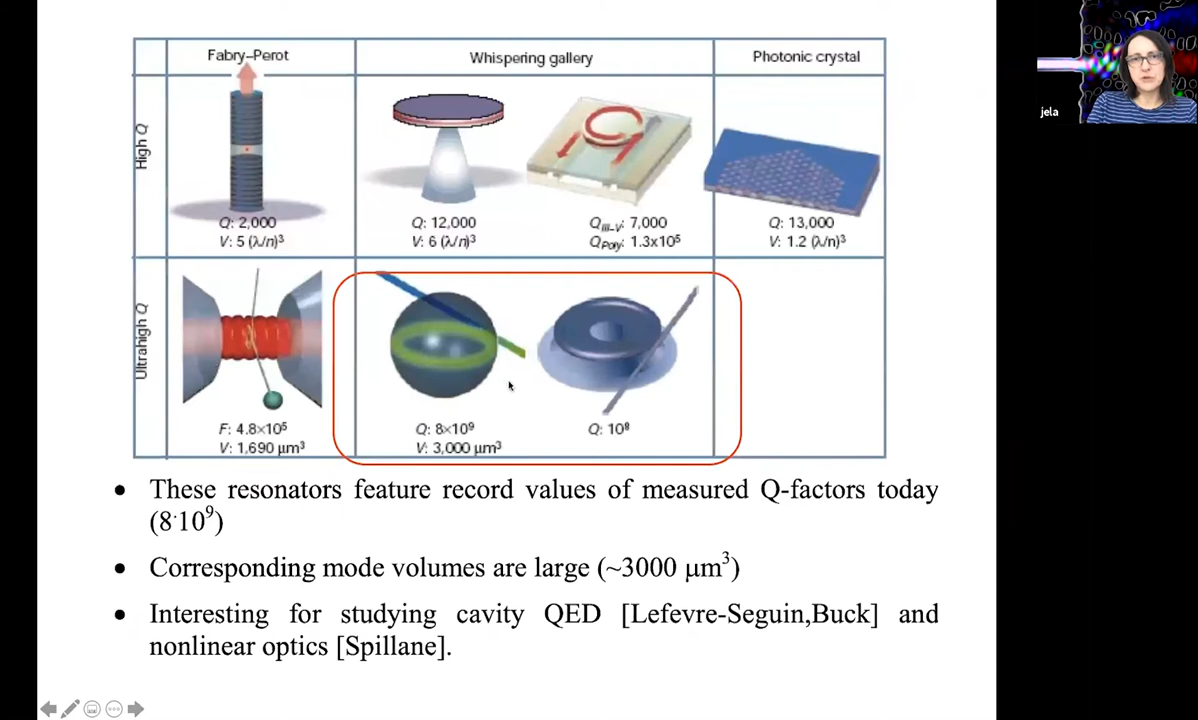 Fabry–Perot
Whispering gallery
Photonic crystal
jela
High Q
Q: 2,000
V: 5 (λ/n)³
Q: 12,000
V: 6 (λ/n)³
Q_III–V: 7,000
Q_Poly: 1.3x10⁵
Q: 13,000
V: 1.2 (λ/n)³
Ultrahigh Q
F: 4.8×10⁵
V: 1,690 μm³
Q: 8×10⁹
V: 3,000 μm³
Q: 10⁸
• These resonators feature record values of measured Q-factors today
(8·10⁹)
• Corresponding mode volumes are large (~3000 μm³)
• Interesting for studying cavity QED [Lefevre-Seguin,Buck] and
nonlinear optics [Spillane].